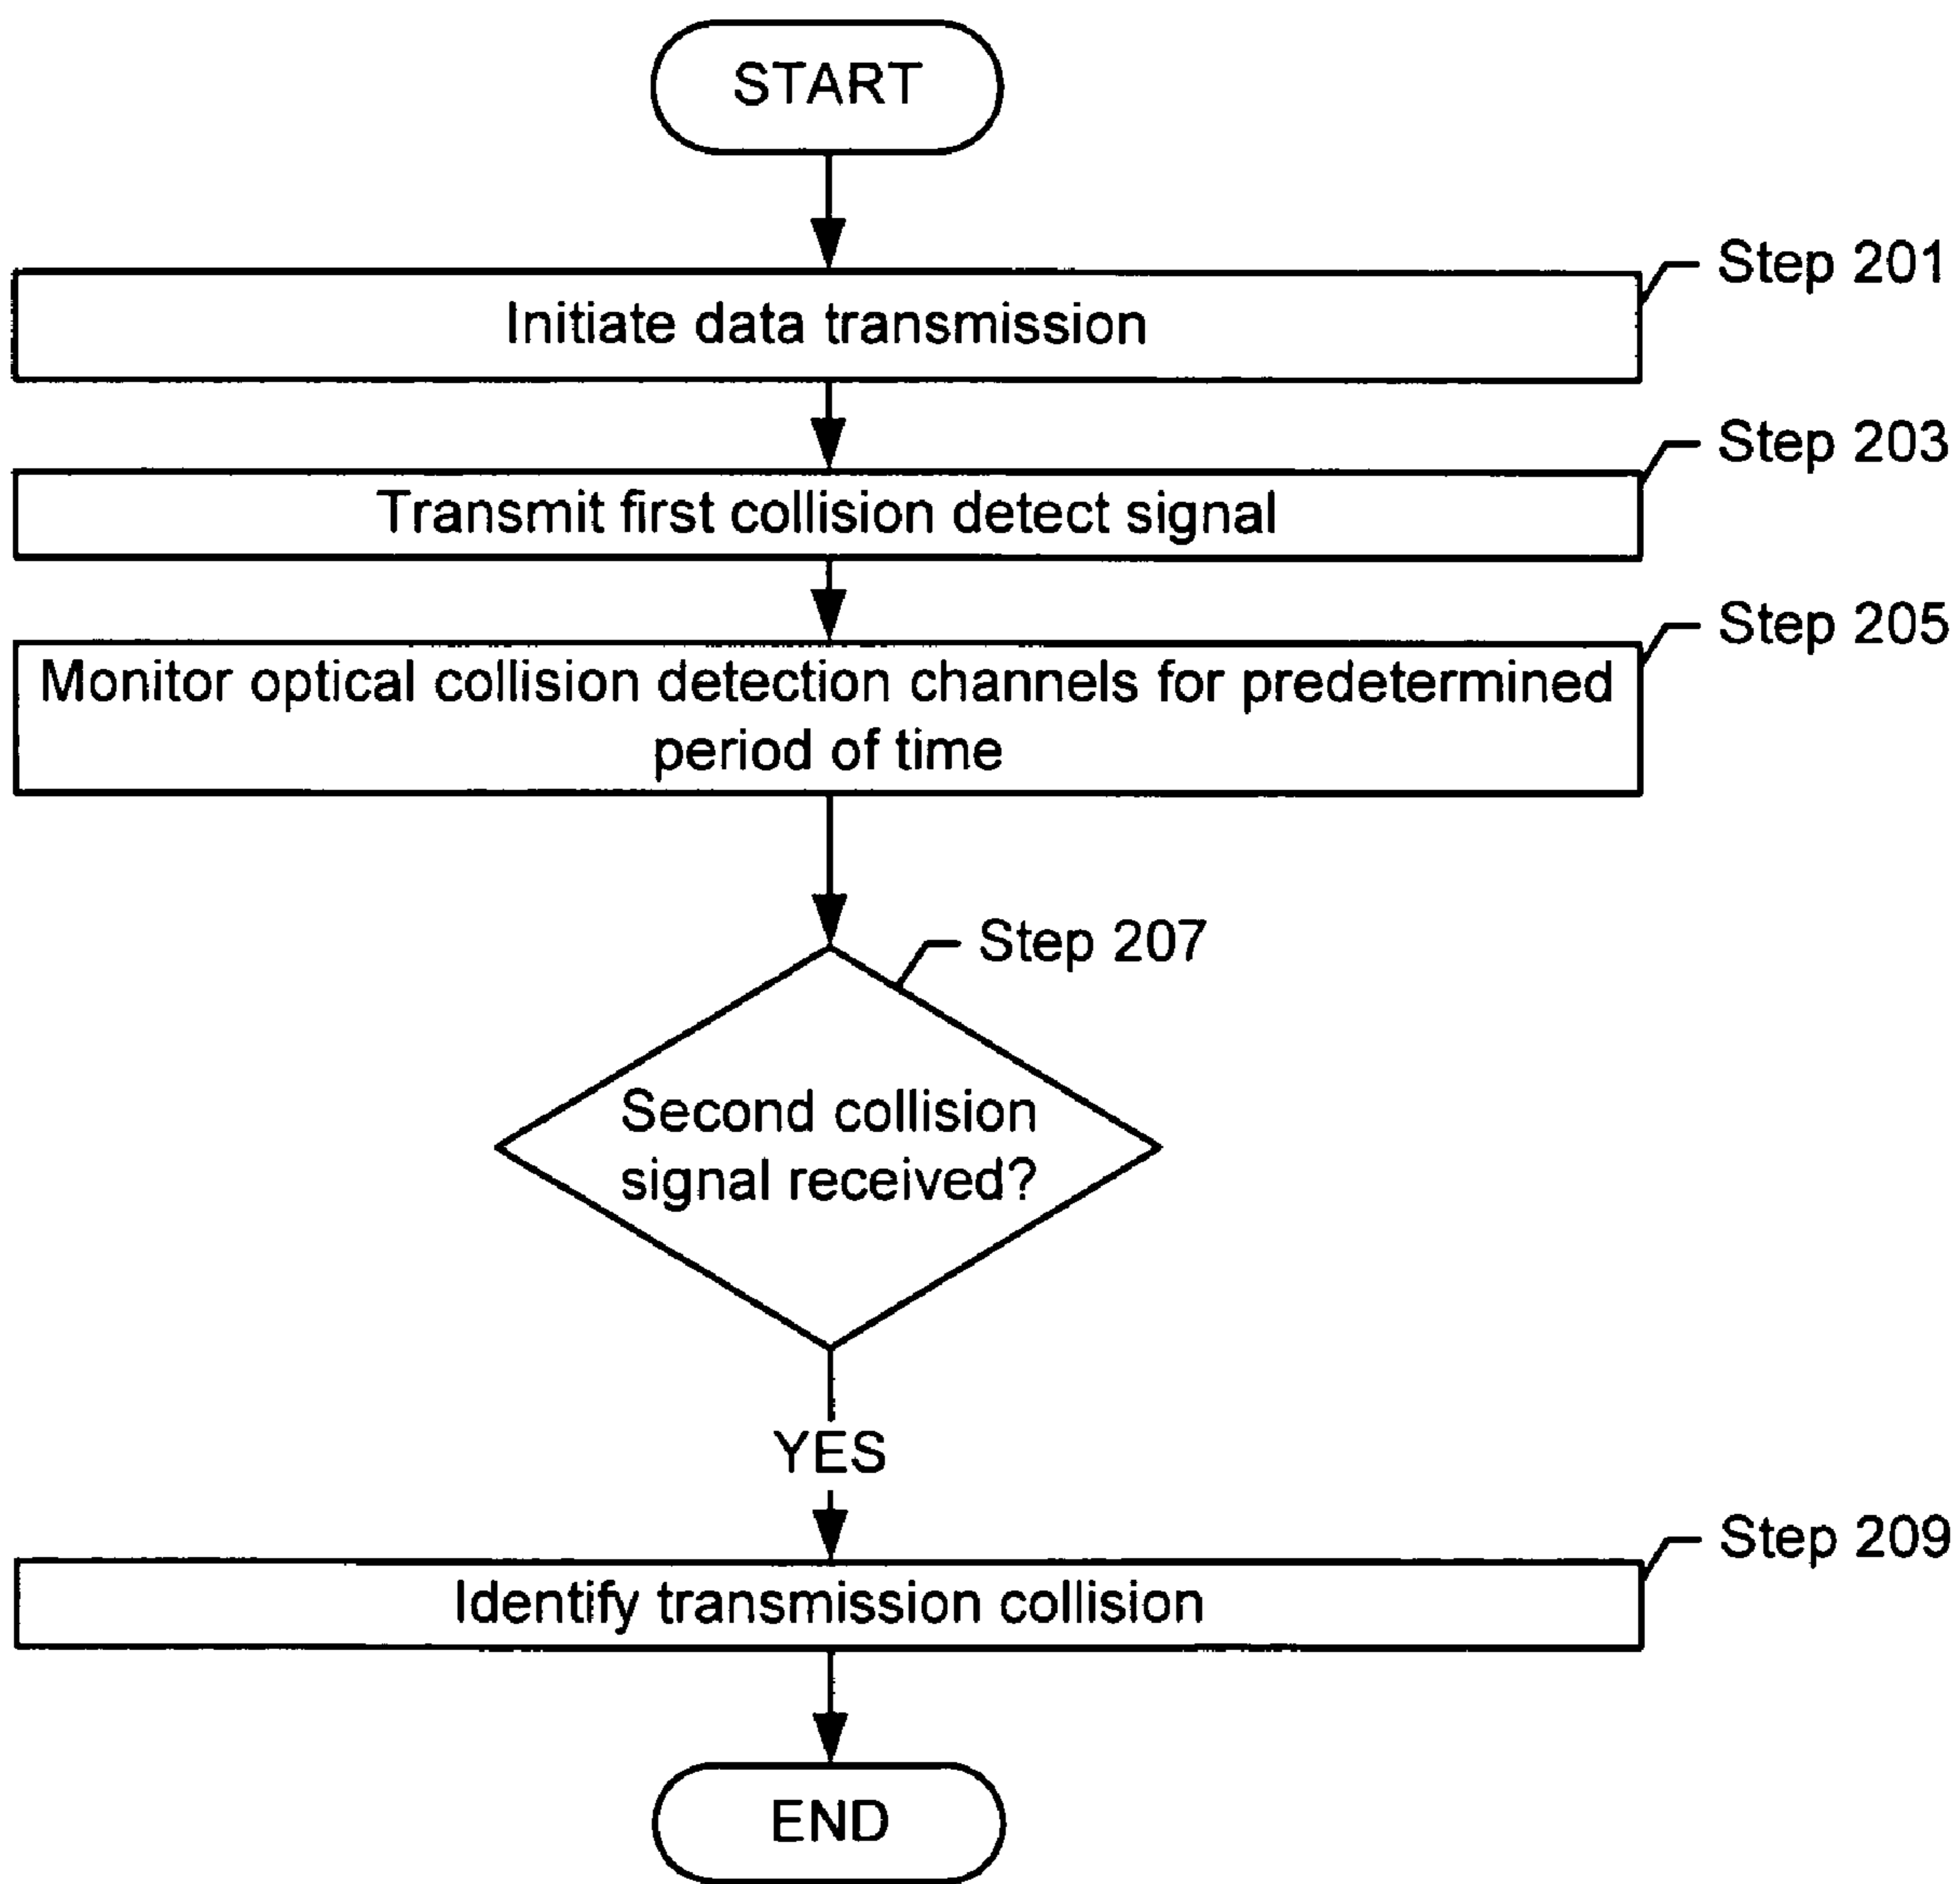 START
Step 201
Initiate data transmission
Step 203
Transmit first collision detect signal
Step 205
Monitor optical collision detection channels for predetermined
period of time
Step 207
Second collision
signal received?
YES
Step 209
Identify transmission collision
END